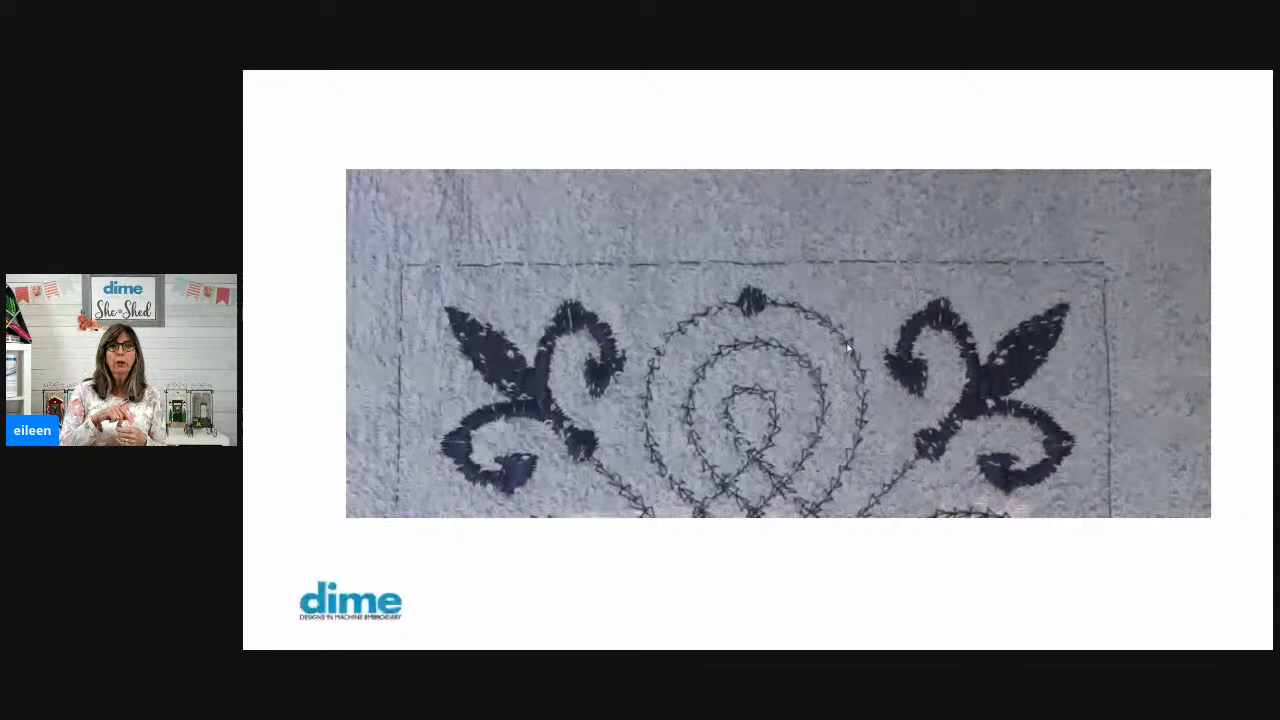 dime
She Shed
eileen
dime
DESIGNS IN MACHINE EMBROIDERY